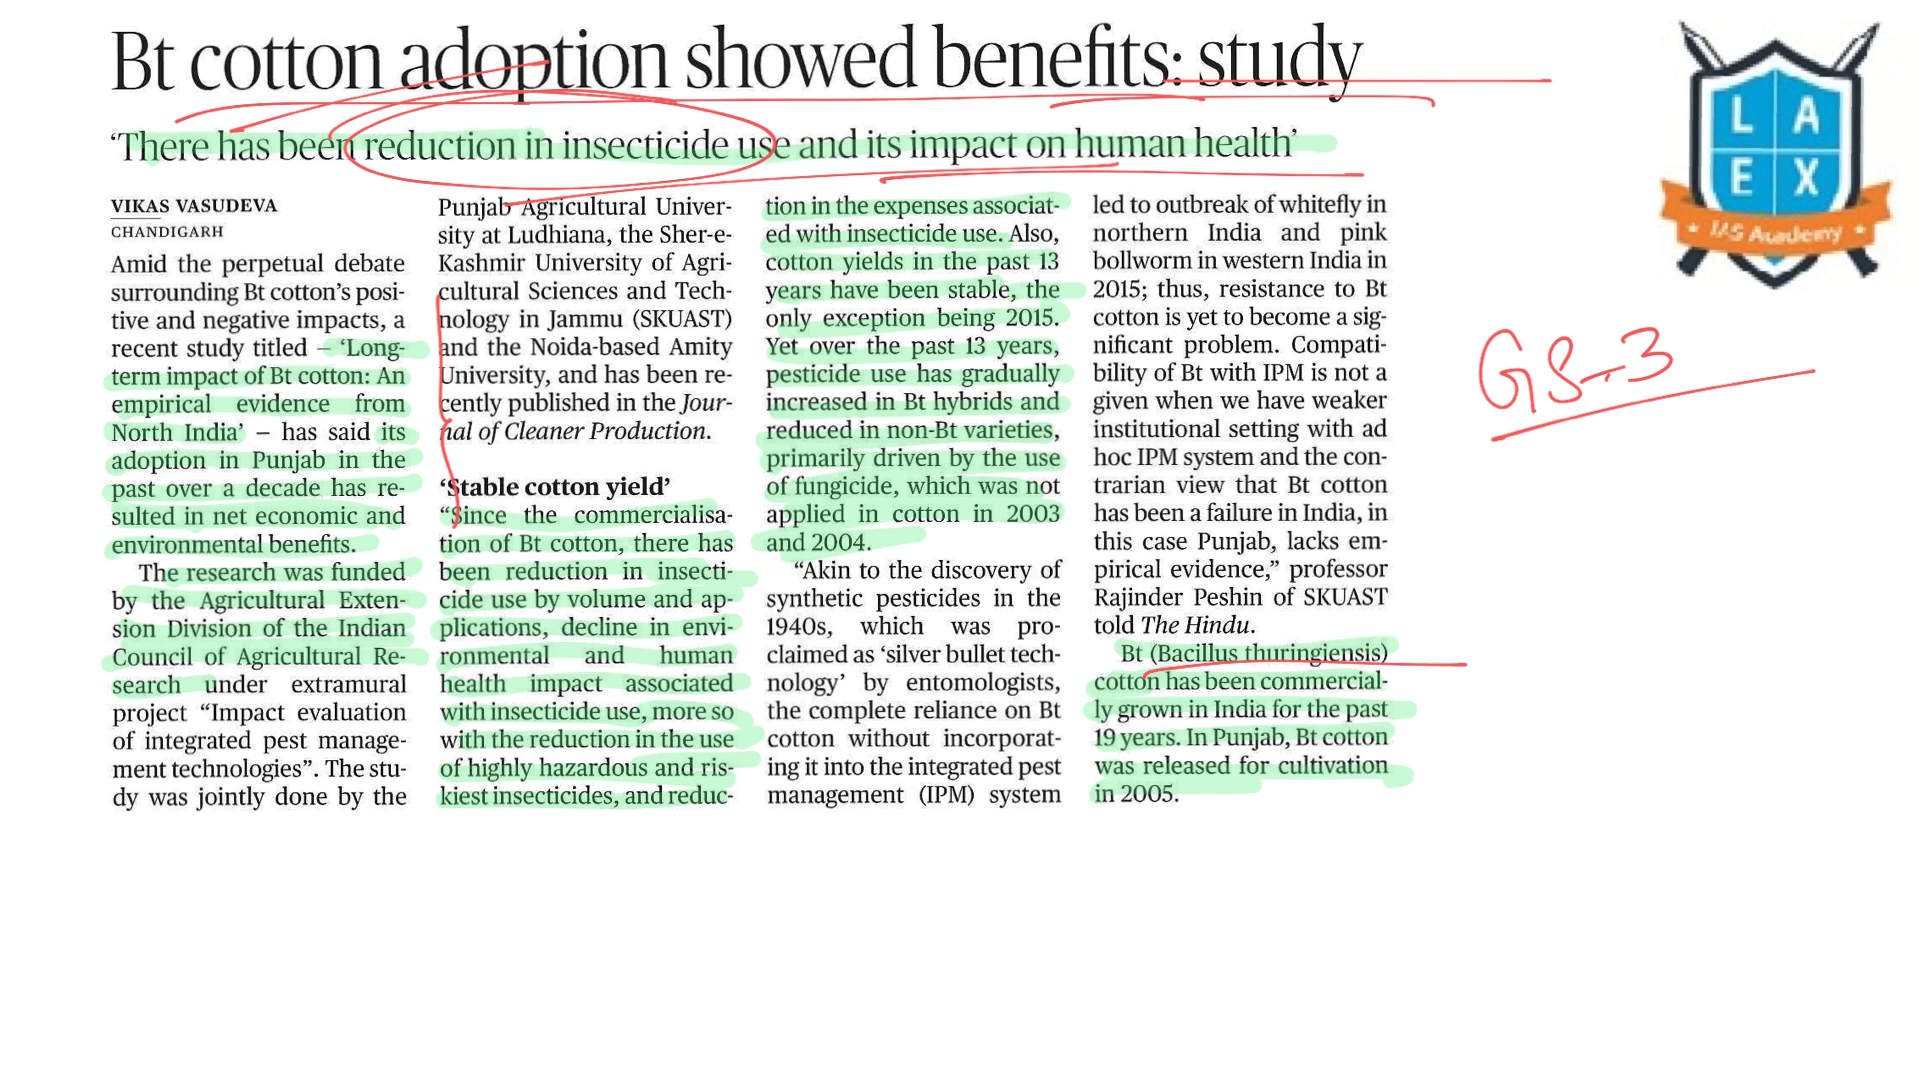 Bt cotton adoption showed benefits: study
‘There has been reduction in insecticide use and its impact on human health’
VIKAS VASUDEVA
CHANDIGARH
Amid the perpetual debate
surrounding Bt cotton’s posi-
tive and negative impacts, a
recent study titled – ‘Long-
term impact of Bt cotton: An
empirical evidence from
North India’ – has said its
adoption in Punjab in the
past over a decade has re-
sulted in net economic and
environmental benefits.
The research was funded
by the Agricultural Exten-
sion Division of the Indian
Council of Agricultural Re-
search under extramural
project “Impact evaluation
of integrated pest manage-
ment technologies”. The stu-
dy was jointly done by the
Punjab Agricultural Univer-
sity at Ludhiana, the Sher-e-
Kashmir University of Agri-
cultural Sciences and Tech-
nology in Jammu (SKUAST)
and the Noida-based Amity
University, and has been re-
cently published in the Jour-
nal of Cleaner Production.
‘Stable cotton yield’
“Since the commercialisa-
tion of Bt cotton, there has
been reduction in insecti-
cide use by volume and ap-
plications, decline in envi-
ronmental and human
health impact associated
with insecticide use, more so
with the reduction in the use
of highly hazardous and ris-
kiest insecticides, and reduc-
tion in the expenses associat-
ed with insecticide use. Also,
cotton yields in the past 13
years have been stable, the
only exception being 2015.
Yet over the past 13 years,
pesticide use has gradually
increased in Bt hybrids and
reduced in non-Bt varieties,
primarily driven by the use
of fungicide, which was not
applied in cotton in 2003
and 2004.
“Akin to the discovery of
synthetic pesticides in the
1940s, which was pro-
claimed as ‘silver bullet tech-
nology’ by entomologists,
the complete reliance on Bt
cotton without incorporat-
ing it into the integrated pest
management (IPM) system
led to outbreak of whitefly in
northern India and pink
bollworm in western India in
2015; thus, resistance to Bt
cotton is yet to become a sig-
nificant problem. Compati-
bility of Bt with IPM is not a
given when we have weaker
institutional setting with ad
hoc IPM system and the con-
trarian view that Bt cotton
has been a failure in India, in
this case Punjab, lacks em-
pirical evidence,” professor
Rajinder Peshin of SKUAST
told The Hindu.
Bt (Bacillus thuringiensis)
cotton has been commercial-
ly grown in India for the past
19 years. In Punjab, Bt cotton
was released for cultivation
in 2005.
L A
E X
IAS Academy
GS-3